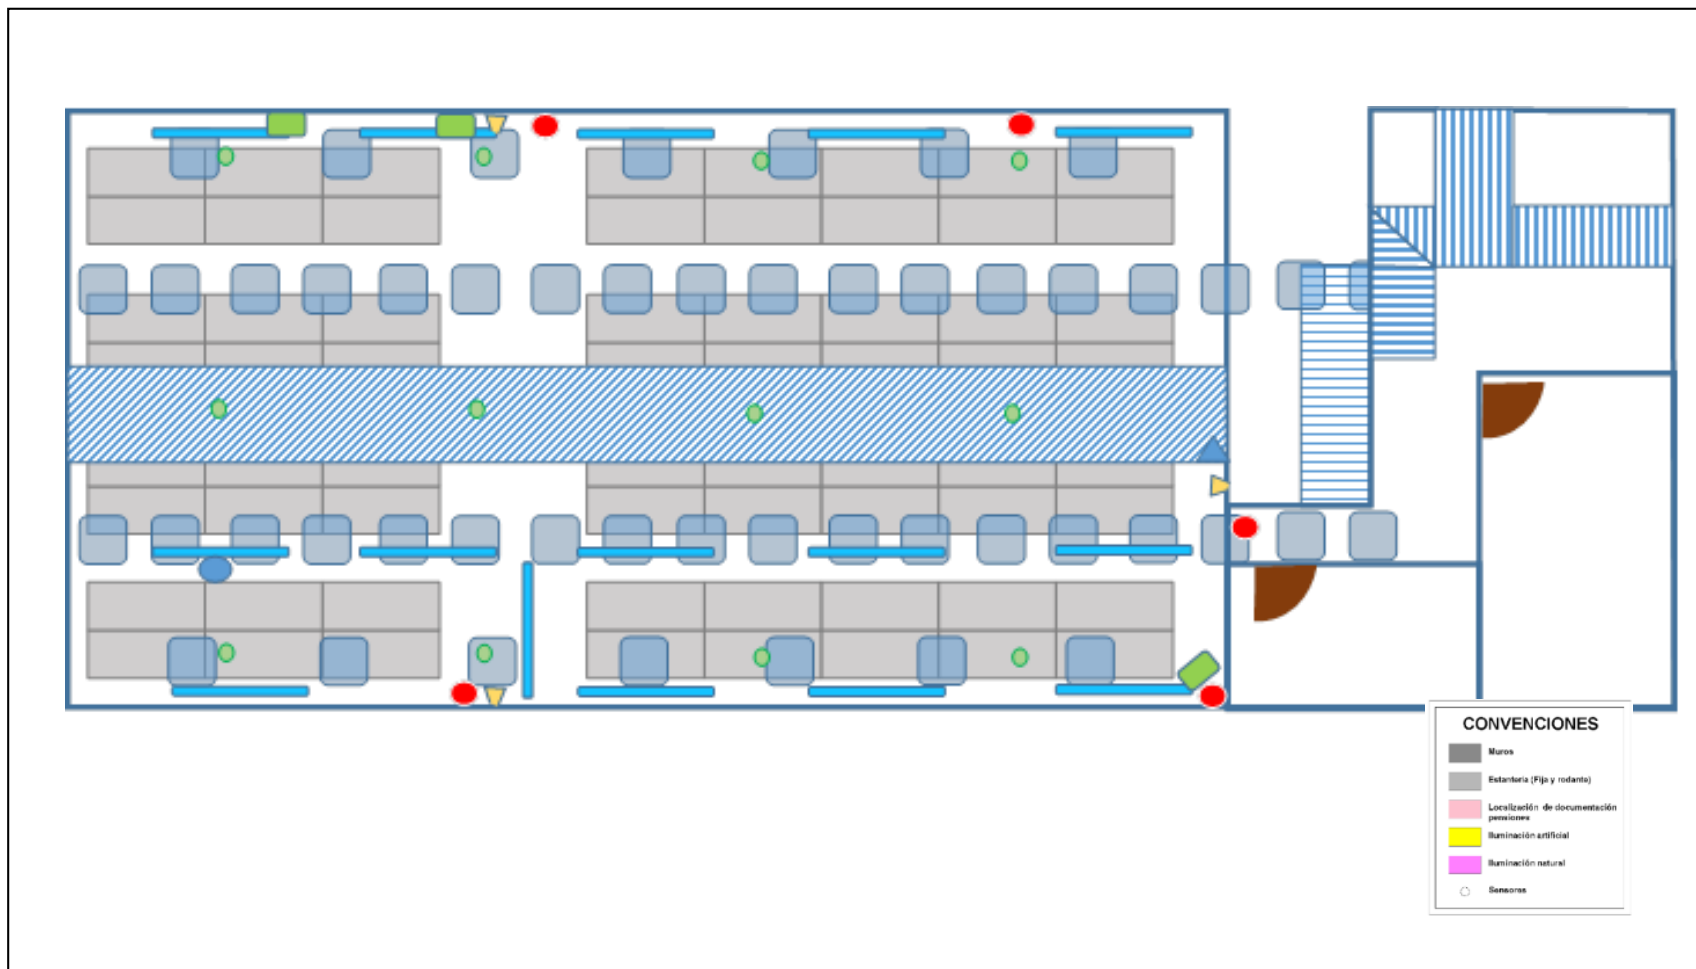 CONVENCIONES
Muros
Estantería (Fija y rodante)
Localización de documentación
pensiones
Iluminación artificial
Iluminación natural
Sensores